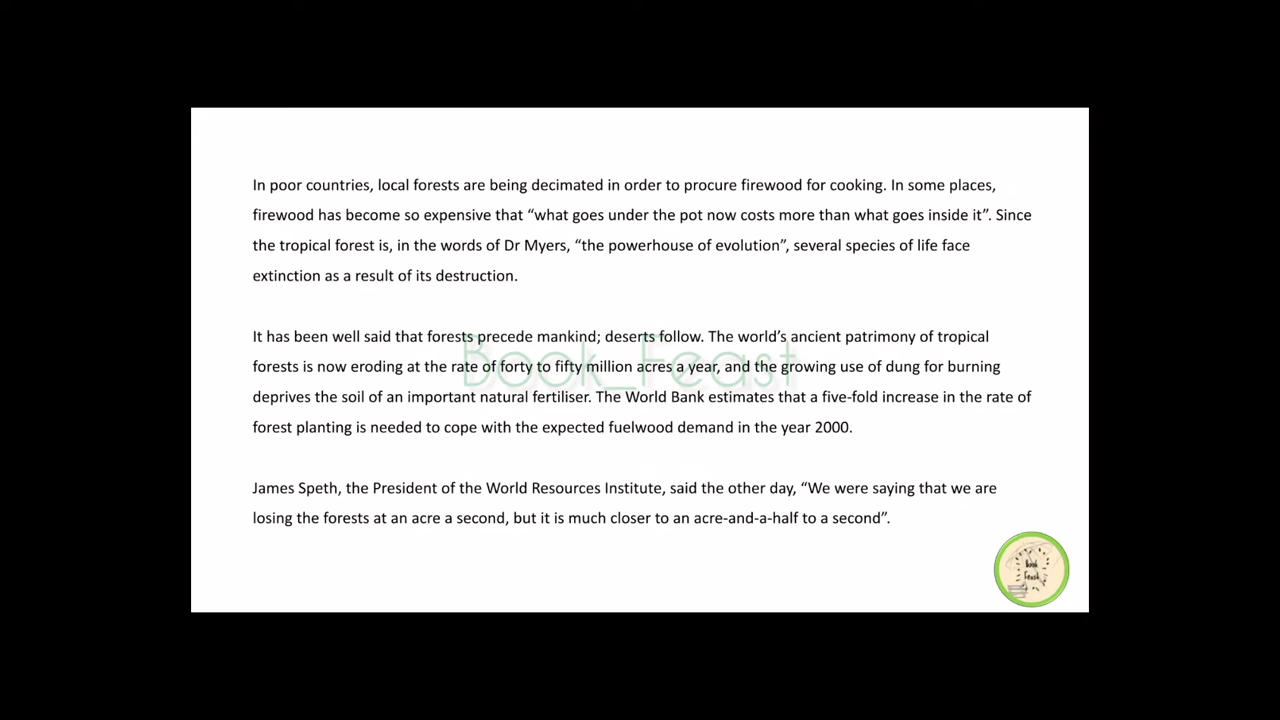 In poor countries, local forests are being decimated in order to procure firewood for cooking. In some places,
firewood has become so expensive that “what goes under the pot now costs more than what goes inside it”. Since
the tropical forest is, in the words of Dr Myers, “the powerhouse of evolution”, several species of life face
extinction as a result of its destruction.
It has been well said that forests precede mankind; deserts follow. The world’s ancient patrimony of tropical
forests is now eroding at the rate of forty to fifty million acres a year, and the growing use of dung for burning
deprives the soil of an important natural fertiliser. The World Bank estimates that a five-fold increase in the rate of
forest planting is needed to cope with the expected fuelwood demand in the year 2000.
James Speth, the President of the World Resources Institute, said the other day, “We were saying that we are
losing the forests at an acre a second, but it is much closer to an acre-and-a-half to a second”.
Book_Feast
Book
Feast